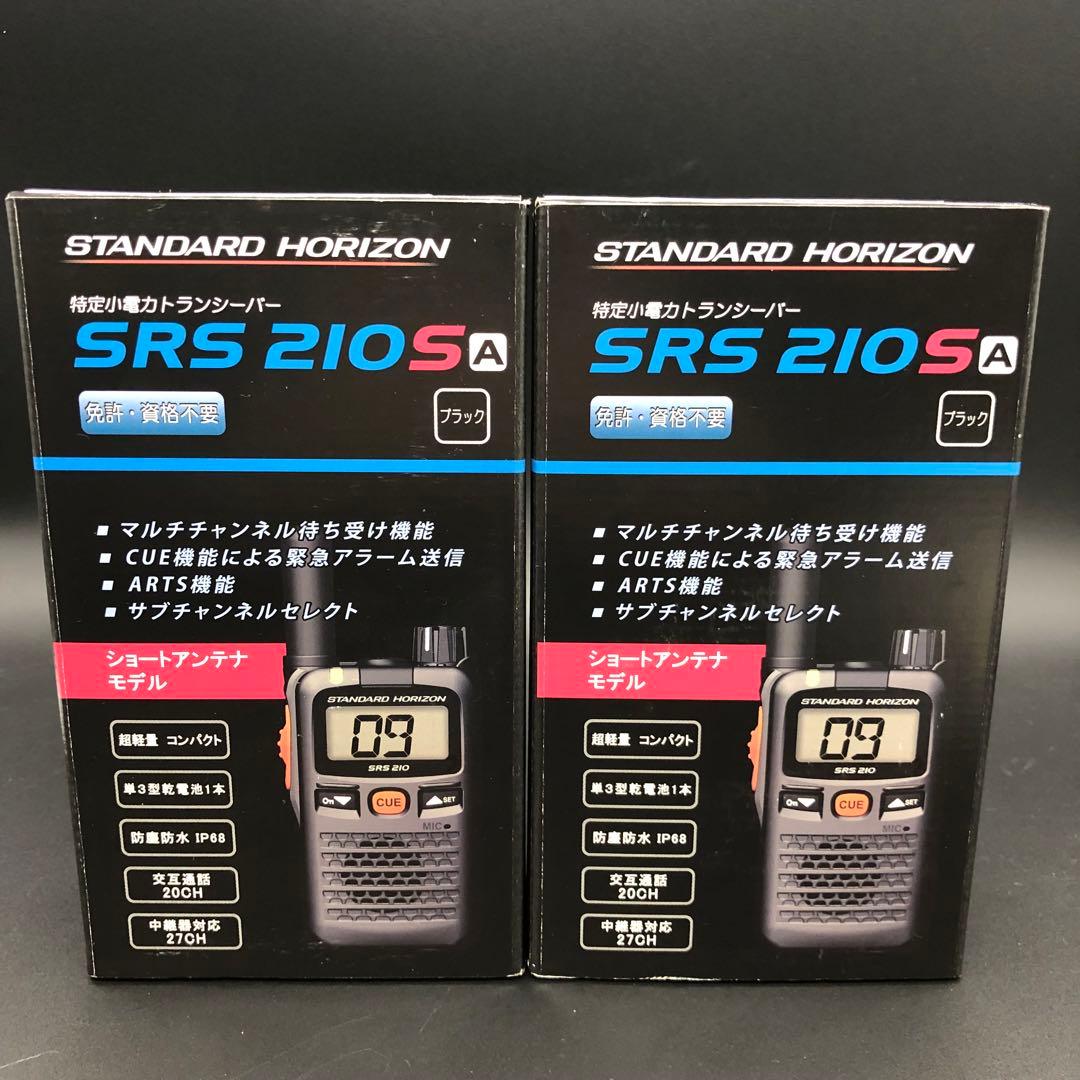 STANDARD HORIZON
特定小電力トランシーバー
SRS 210S A
免許・資格不要
ブラック
■ マルチチャンネル待ち受け機能
■ CUE機能による緊急アラーム送信
■ ARTS機能
■ サブチャンネルセレクト
ショートアンテナ
モデル
STANDARD HORIZON
09
SRS 210
CUE
▲SET
MIC
超軽量 コンパクト
単3型乾電池1本
防塵防水 IP68
交互通話
20CH
中継器対応
27CH
STANDARD HORIZON
特定小電力トランシーバー
SRS 210S A
免許・資格不要
ブラック
■ マルチチャンネル待ち受け機能
■ CUE機能による緊急アラーム送信
■ ARTS機能
■ サブチャンネルセレクト
ショートアンテナ
モデル
STANDARD HORIZON
09
SRS 210
CUE
▲SET
MIC
超軽量 コンパクト
単3型乾電池1本
防塵防水 IP68
交互通話
20CH
中継器対応
27CH